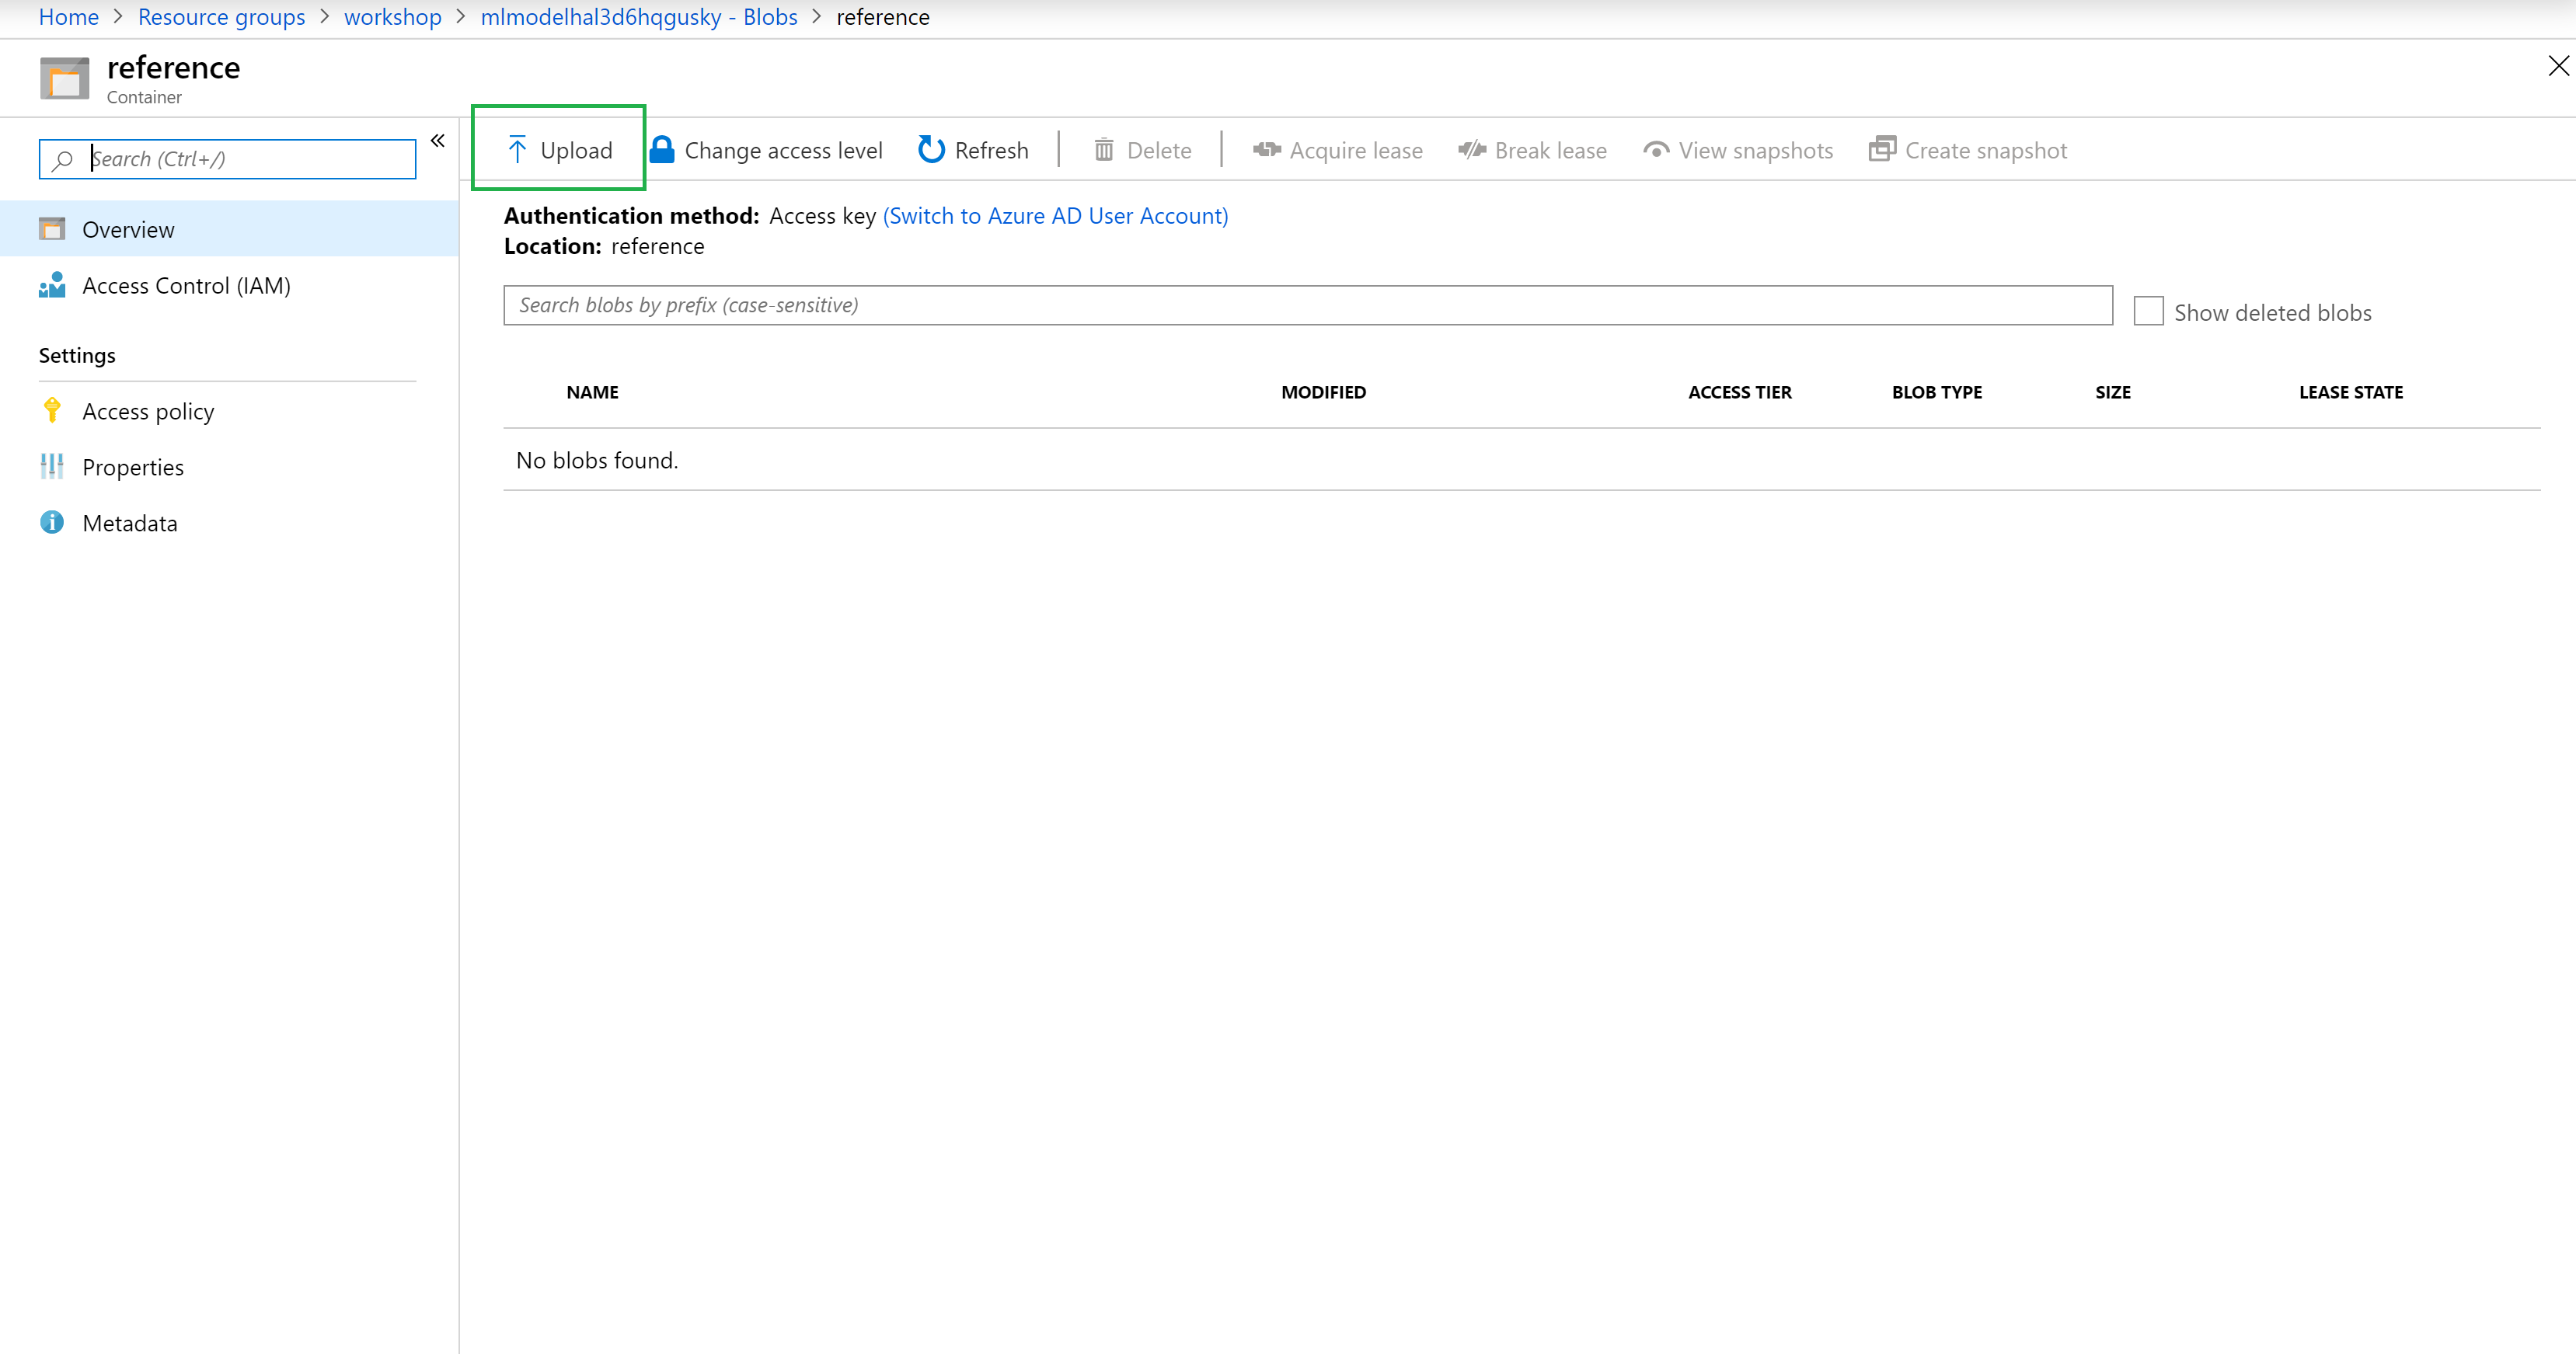 Home > Resource groups > workshop > mlmodelhal3d6hqgusky - Blobs > reference
reference
Container
Search (Ctrl+/)
«
Overview
Access Control (IAM)
Settings
Access policy
Properties
Metadata
Upload Change access level Refresh Delete Acquire lease Break lease View snapshots Create snapshot
Authentication method: Access key (Switch to Azure AD User Account)
Location: reference
Search blobs by prefix (case-sensitive) Show deleted blobs
NAME MODIFIED ACCESS TIER BLOB TYPE SIZE LEASE STATE
No blobs found.